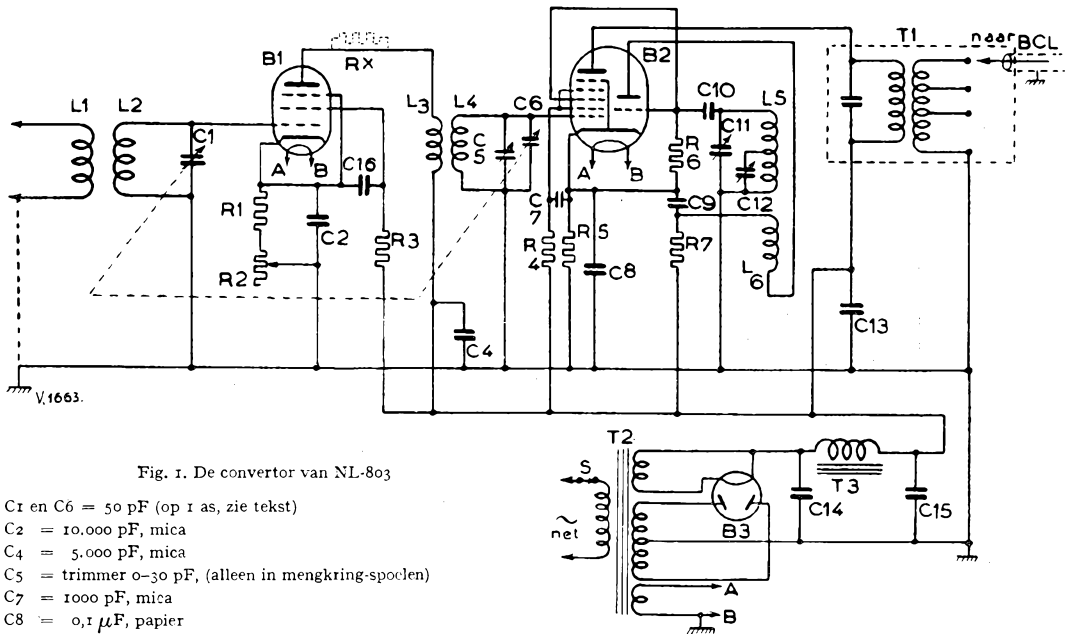 B1
RX
L1
L2
C1
A
B
C16
R1
C2
R2
R3
L3
L4
C6
C
5
C4
B2
A
B
C
7
R
4
R5
C8
R
6
C9
R7
C10
C11
L5
C12
L
6
T1
naar BCL
C13
V.1663.
T2
S
~
net
B3
C14
T3
C15
A
B
Fig. 1. De convertor van NL-803
C1 en C6 = 50 pF (op 1 as, zie tekst)
C2 = 10.000 pF, mica
C4 = 5.000 pF, mica
C5 = trimmer 0–30 pF, (alleen in mengkring-spoelen)
C7 = 1000 pF, mica
C8 = 0,1 μF, papier